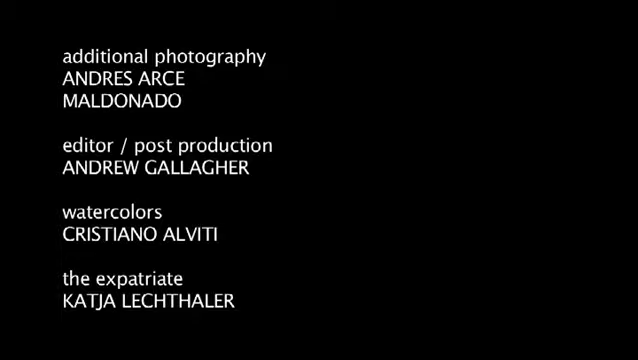 additional photography
ANDRES ARCE
MALDONADO
editor / post production
ANDREW GALLAGHER
watercolors
CRISTIANO ALVITI
the expatriate
KATJA LECHTHALER